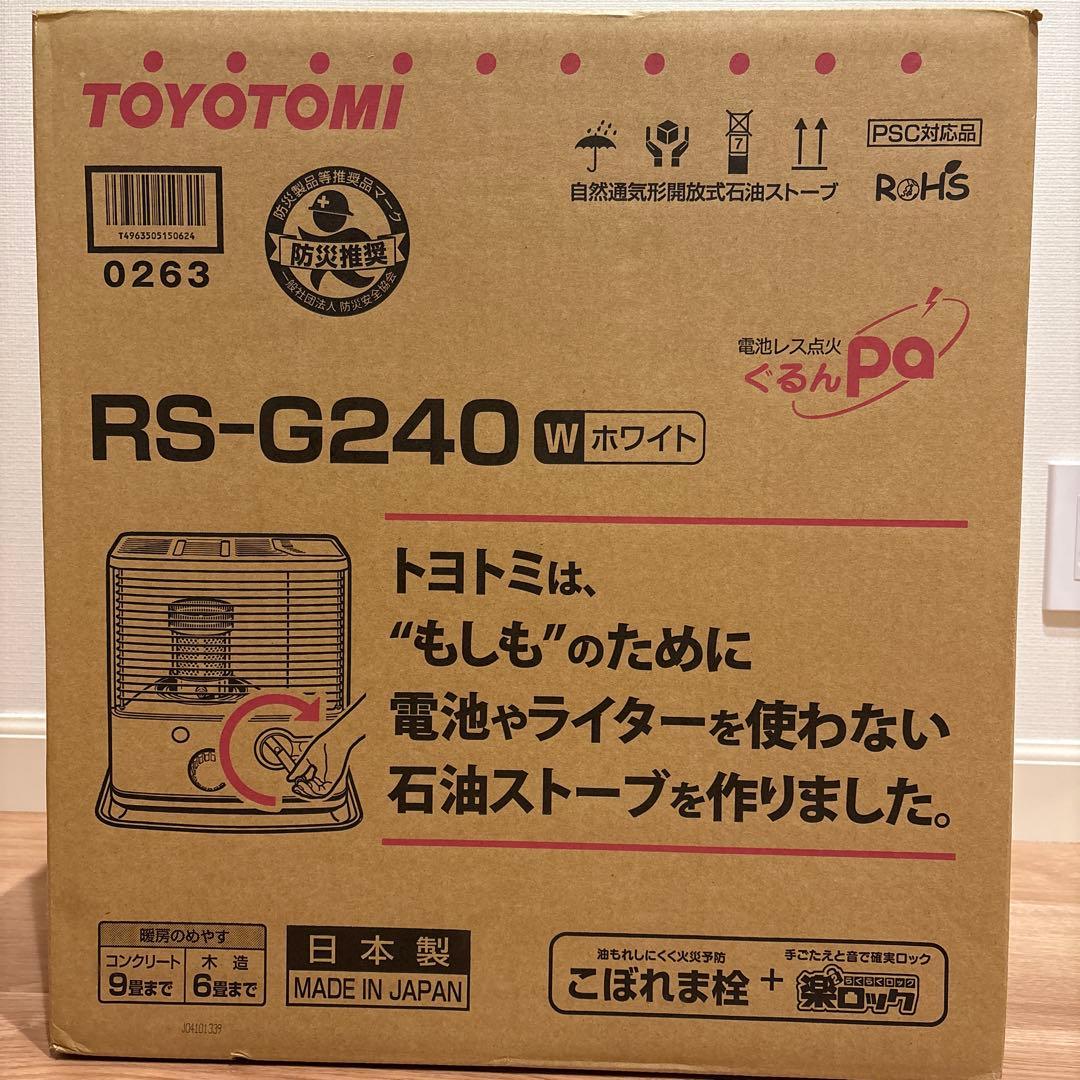 TOYOTOMI
T4963505150624
0263
防災製品等推奨品マーク
防災推奨
一般社団法人 防災安全協会
7
自然通気形開放式石油ストーブ
PSC対応品
RoHS
電池レス点火
ぐるんpa
RS-G240 W ホワイト
トヨトミは、
“もしも”のために
電池やライターを使わない
石油ストーブを作りました。
暖房のめやす
コンクリート 9畳まで
木造 6畳まで
日本製
MADE IN JAPAN
油もれしにくく火災予防
こぼれま栓
+
手ごたえと音で確実ロック
らくらくロック
楽ロック
J04101339